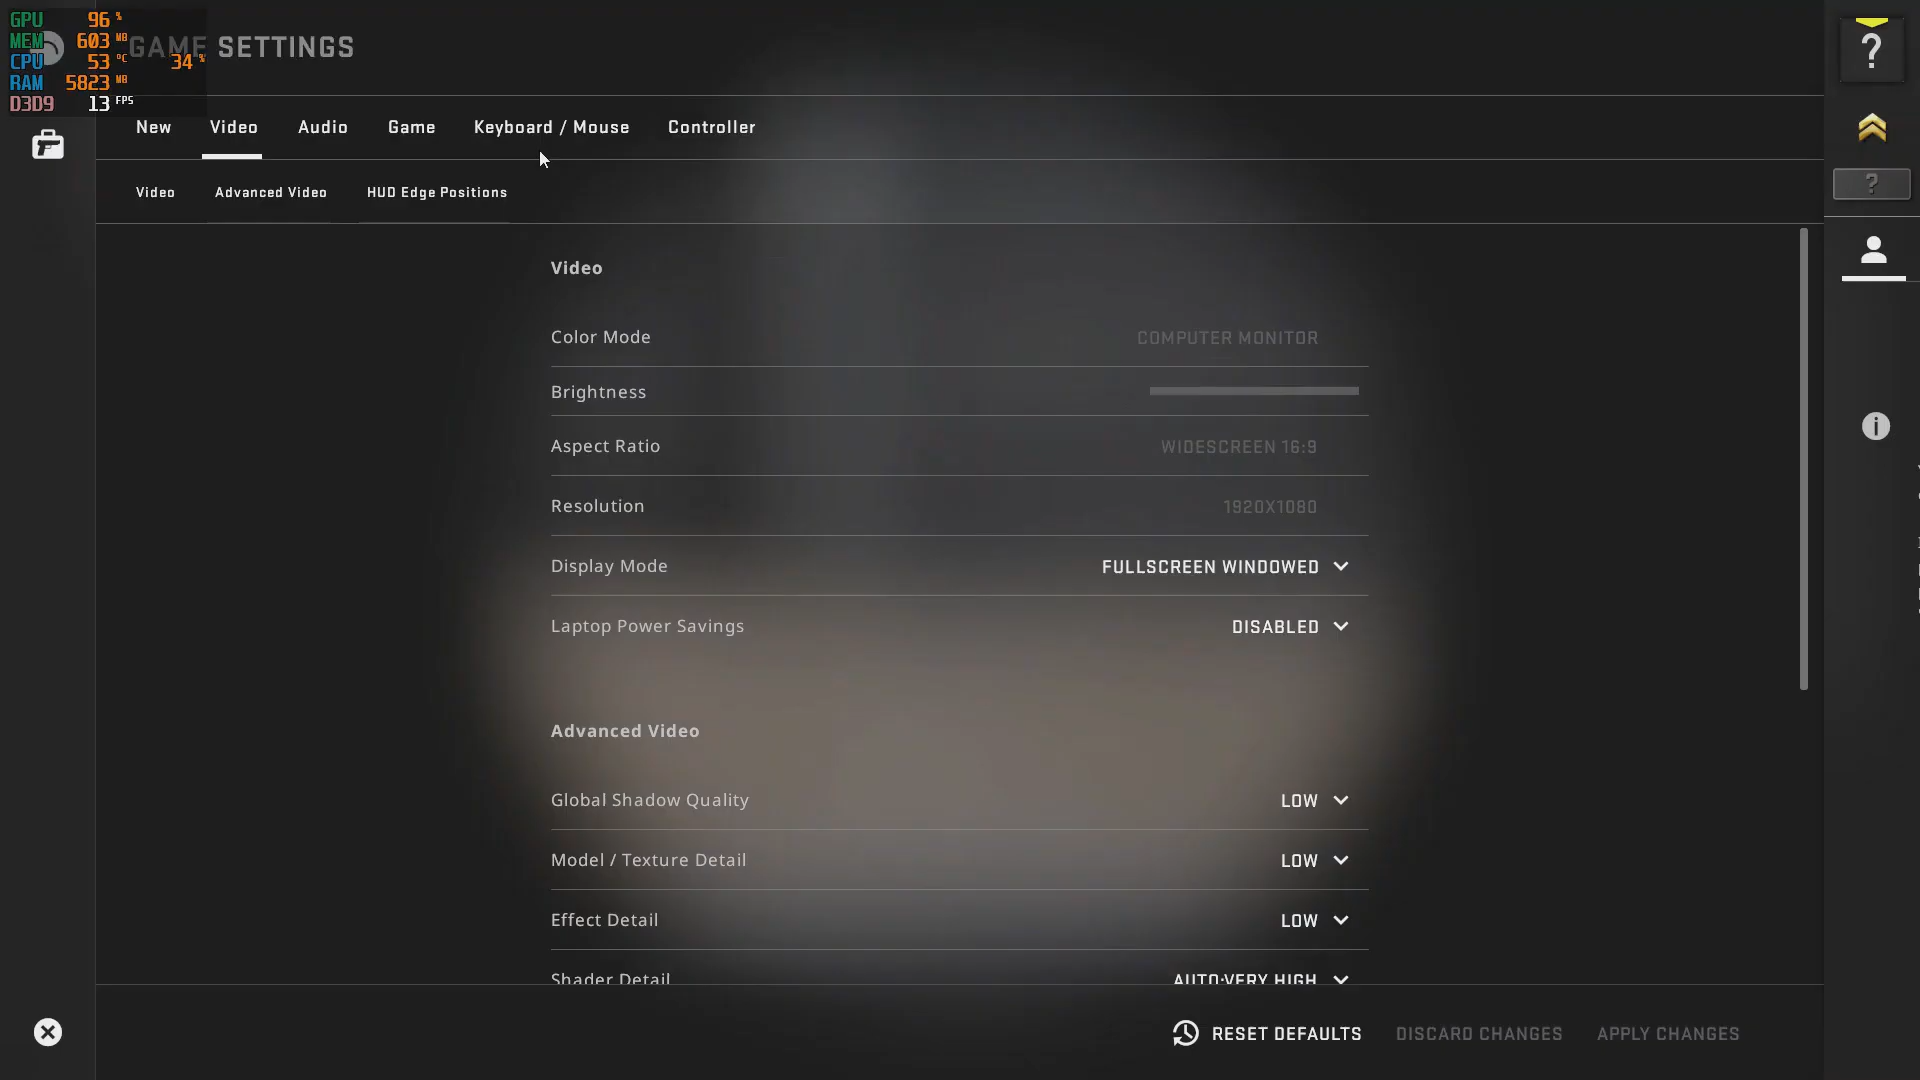 GPU 96 %
MEM 603 MB
CPU 53 °C 34 %
RAM 5823 MB
D3D9 13 FPS
GAME SETTINGS
?
New Video Audio Game Keyboard / Mouse Controller
?
Video Advanced Video HUD Edge Positions
Video
Color Mode COMPUTER MONITOR
Brightness
Aspect Ratio WIDESCREEN 16:9
Resolution 1920X1080
Display Mode FULLSCREEN WINDOWED
Laptop Power Savings DISABLED
Advanced Video
Global Shadow Quality LOW
Model / Texture Detail LOW
Effect Detail LOW
Shader Detail AUTO:VERY HIGH
RESET DEFAULTS DISCARD CHANGES APPLY CHANGES